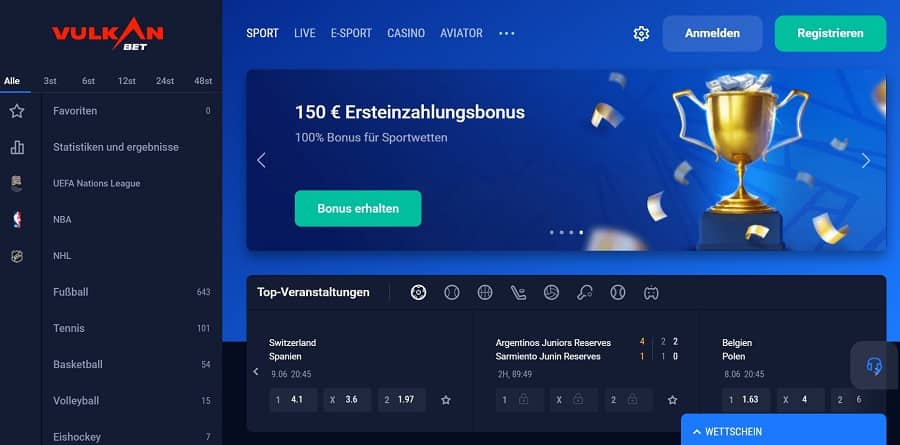 VULKAN
BET
SPORT LIVE E-SPORT CASINO AVIATOR
Anmelden
Registrieren
Alle 3st 6st 12st 24st 48st
Favoriten 0
Statistiken und ergebnisse
UEFA Nations League
NBA
NHL
Fußball 643
Tennis 101
Basketball 54
Volleyball 15
Eishockey 7
150 € Ersteinzahlungsbonus
100% Bonus für Sportwetten
Bonus erhalten
Top-Veranstaltungen
Switzerland
Spanien
9.06 20:45
1 4.1 X 3.6 2 1.97
Argentinos Juniors Reserves 4 2 2
Sarmiento Junin Reserves 1 1 0
2H, 89:49
1 X 2
Belgien
Polen
8.06 20:45
1 1.63 X 4 2 6
WETTSCHEIN